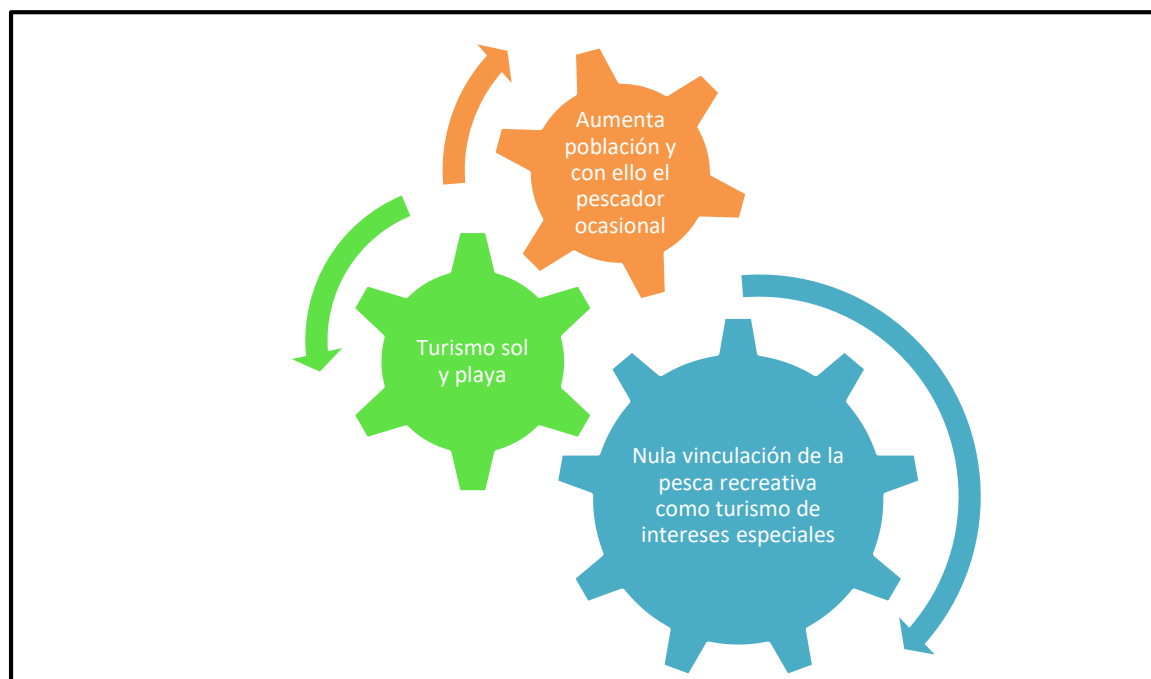 Aumenta
población y
con ello el
pescador
ocasional
Turismo sol
y playa
Nula vinculación de la
pesca recreativa
como turismo de
intereses especiales